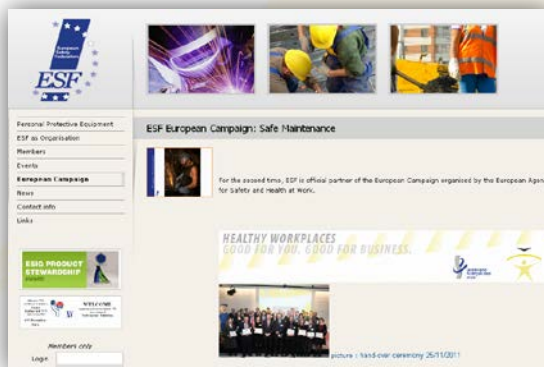 European
Safety
Federation
ESF
Personal Protective Equipment
ESF as Organisation
Members
Events
European Campaign
News
Contact info
Links
ESIG PRODUCT
STEWARDSHIP
WELCOME
Members only
Login
ESF European Campaign: Safe Maintenance
For the second time, ESF is official partner of the European Campaign organised by the European Agen
for Safety and Health at Work.
HEALTHY WORKPLACES
GOOD FOR YOU. GOOD FOR BUSINESS.
picture : hand-over ceremony 25/11/2011